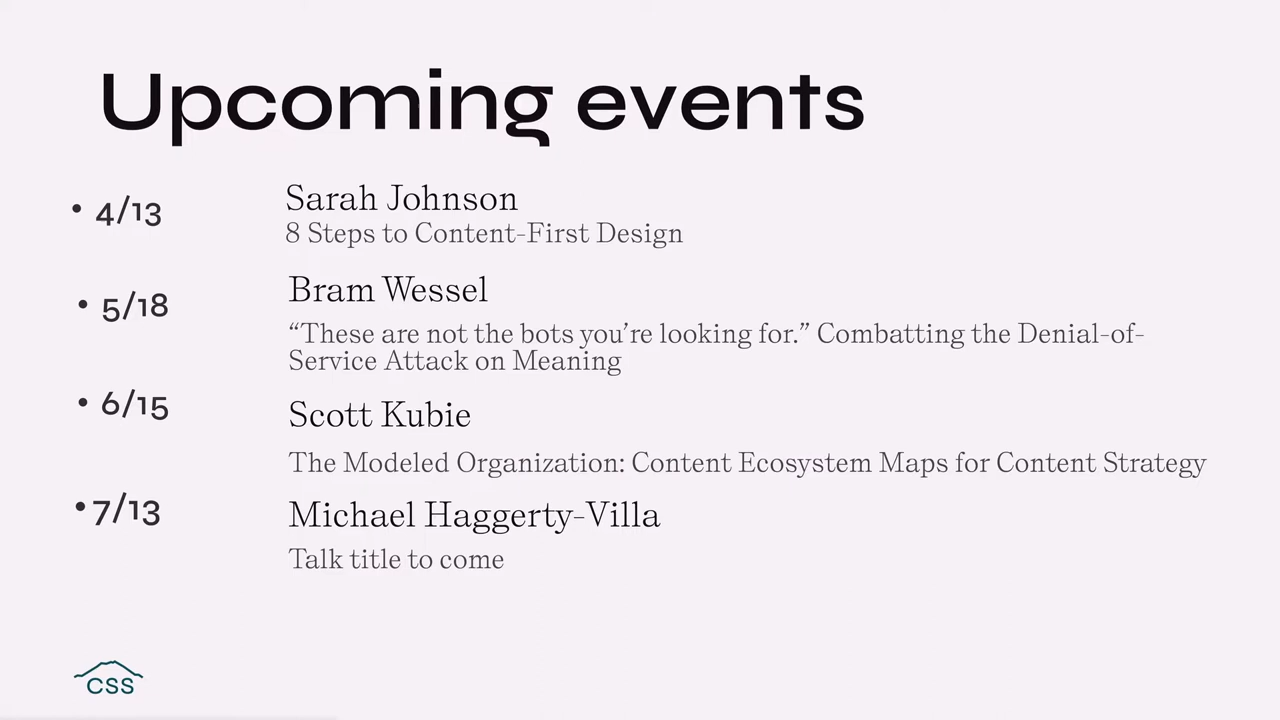 Upcoming events
• 4/13
Sarah Johnson
8 Steps to Content-First Design
• 5/18
Bram Wessel
“These are not the bots you’re looking for.” Combatting the Denial-of-
Service Attack on Meaning
• 6/15
Scott Kubie
The Modeled Organization: Content Ecosystem Maps for Content Strategy
• 7/13
Michael Haggerty-Villa
Talk title to come
CSS